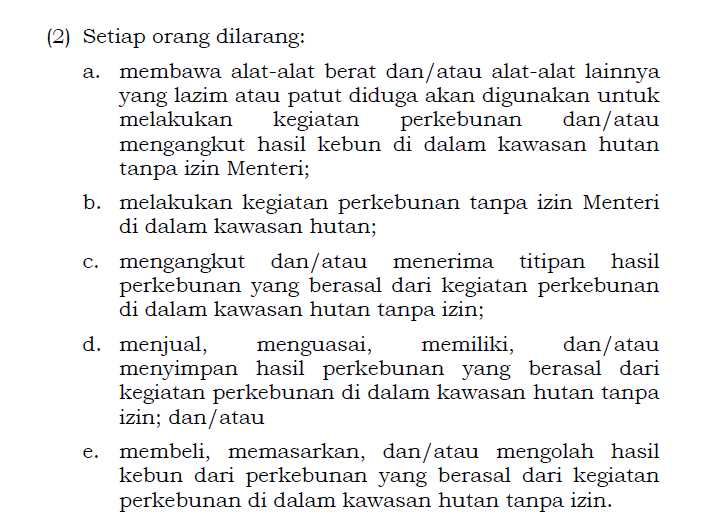 (2) Setiap orang dilarang:
a. membawa alat-alat berat dan/atau alat-alat lainnya
yang lazim atau patut diduga akan digunakan untuk
melakukan kegiatan perkebunan dan/atau
mengangkut hasil kebun di dalam kawasan hutan
tanpa izin Menteri;
b. melakukan kegiatan perkebunan tanpa izin Menteri
di dalam kawasan hutan;
c. mengangkut dan/atau menerima titipan hasil
perkebunan yang berasal dari kegiatan perkebunan
di dalam kawasan hutan tanpa izin;
d. menjual, menguasai, memiliki, dan/atau
menyimpan hasil perkebunan yang berasal dari
kegiatan perkebunan di dalam kawasan hutan tanpa
izin; dan/atau
e. membeli, memasarkan, dan/atau mengolah hasil
kebun dari perkebunan yang berasal dari kegiatan
perkebunan di dalam kawasan hutan tanpa izin.